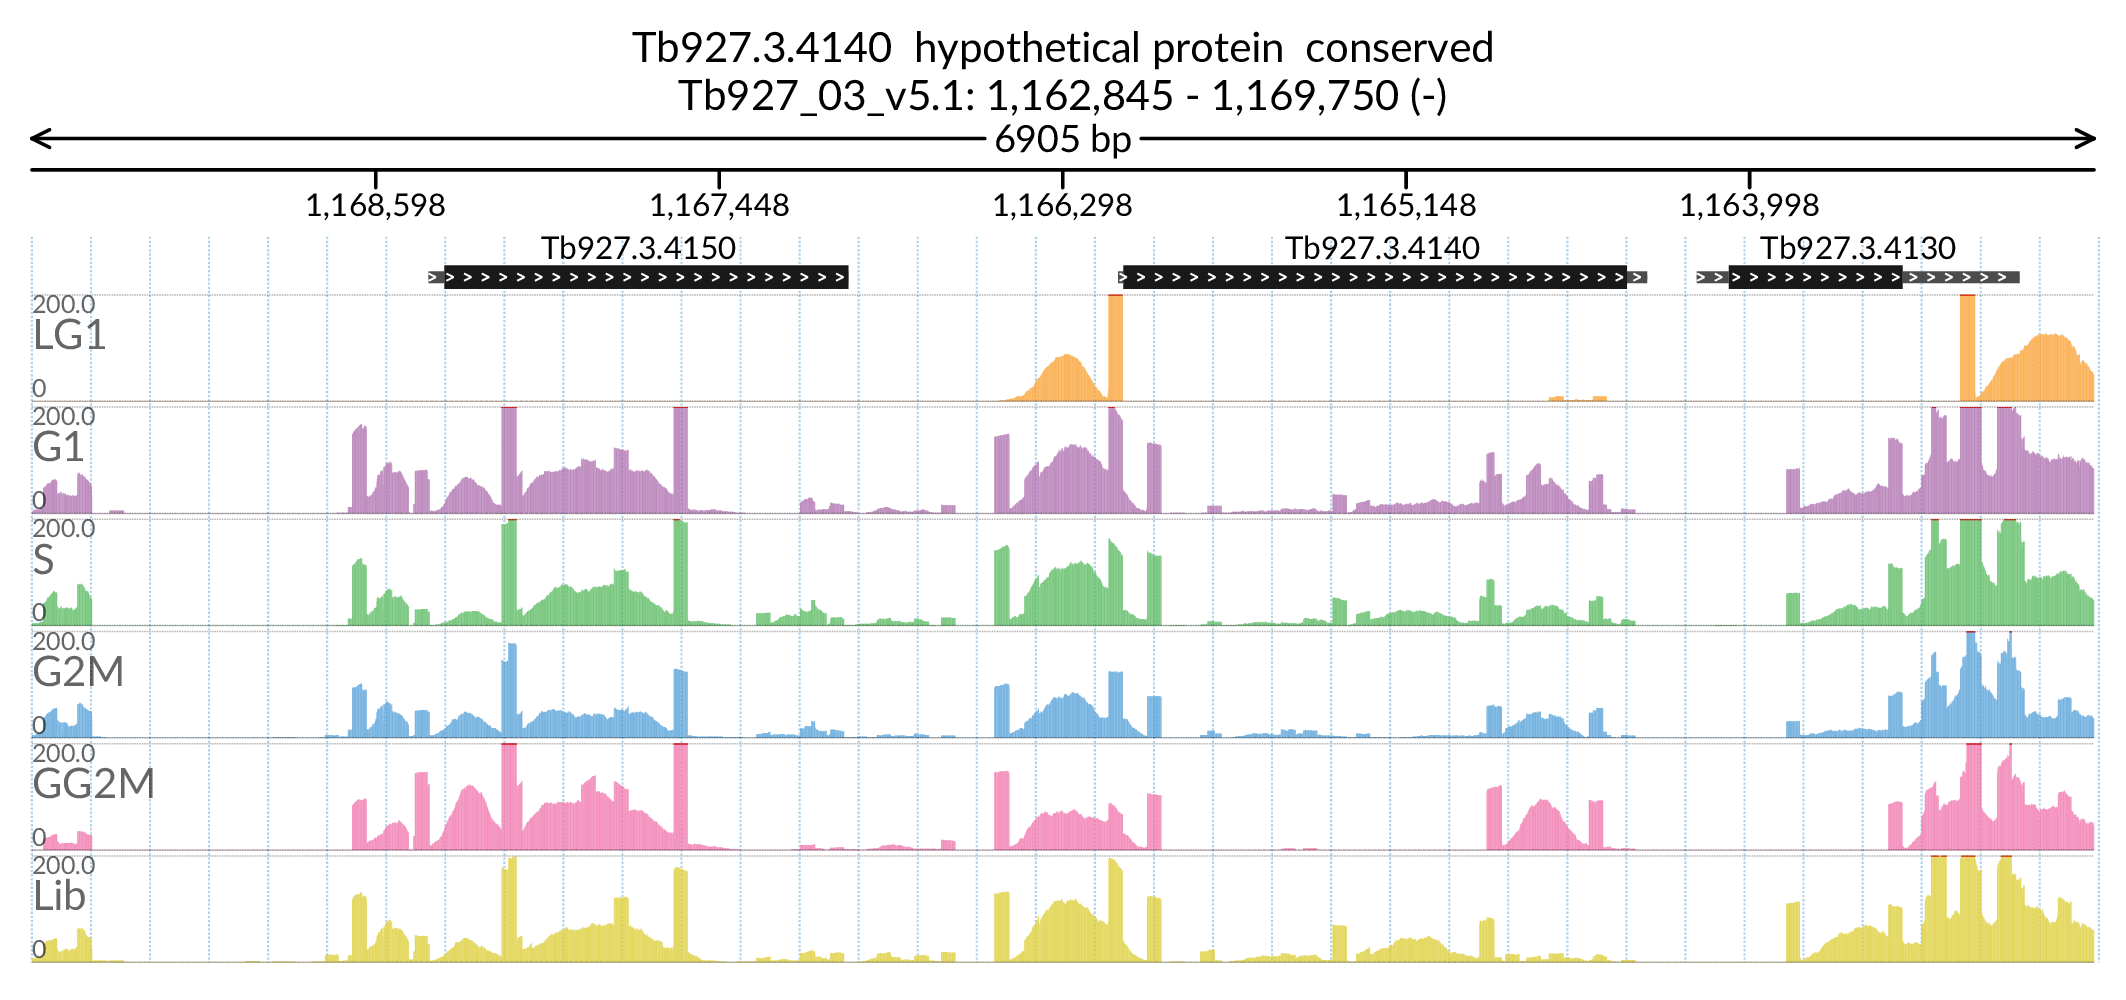 Tb927.3.4140 hypothetical protein conserved
Tb927_03_v5.1: 1,162,845 - 1,169,750 (-)
6905 bp
1,168,598 1,167,448 1,166,298 1,165,148 1,163,998
Tb927.3.4150 Tb927.3.4140 Tb927.3.4130
200.0
LG1
0
200.0
G1
0
200.0
S
0
200.0
G2M
0
200.0
GG2M
0
200.0
Lib
0